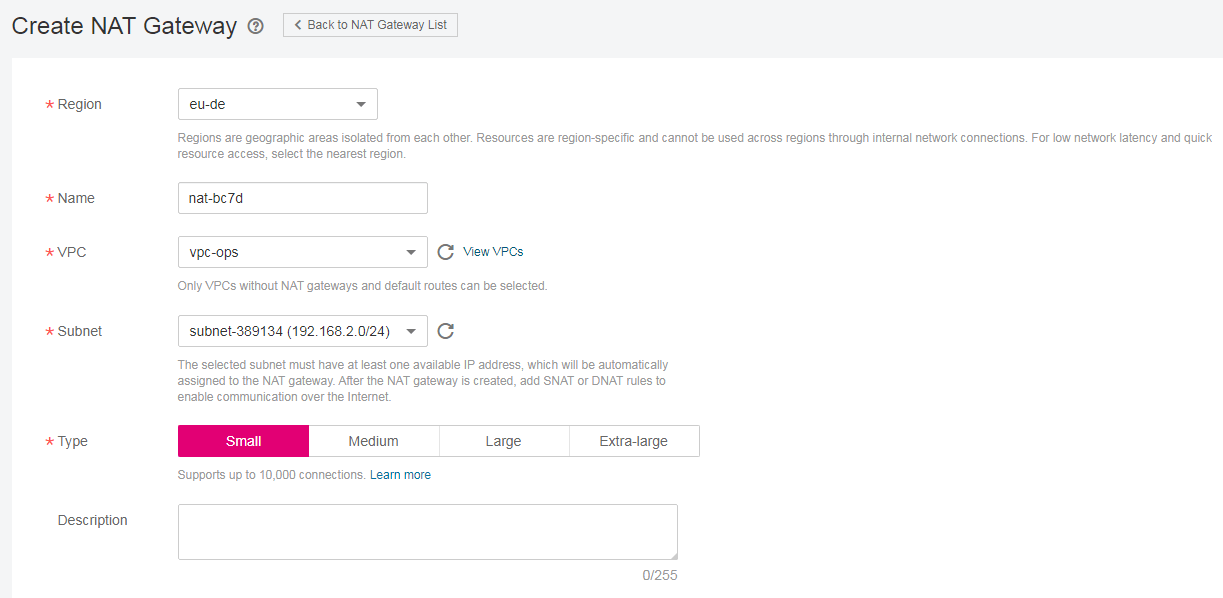 Create NAT Gateway ? < Back to NAT Gateway List
* Region eu-de
Regions are geographic areas isolated from each other. Resources are region-specific and cannot be used across regions through internal network connections. For low network latency and quick
resource access, select the nearest region.
* Name nat-bc7d
* VPC vpc-ops View VPCs
Only VPCs without NAT gateways and default routes can be selected.
* Subnet subnet-389134 (192.168.2.0/24)
The selected subnet must have at least one available IP address, which will be automatically
assigned to the NAT gateway. After the NAT gateway is created, add SNAT or DNAT rules to
enable communication over the Internet.
* Type Small Medium Large Extra-large
Supports up to 10,000 connections. Learn more
Description
0/255